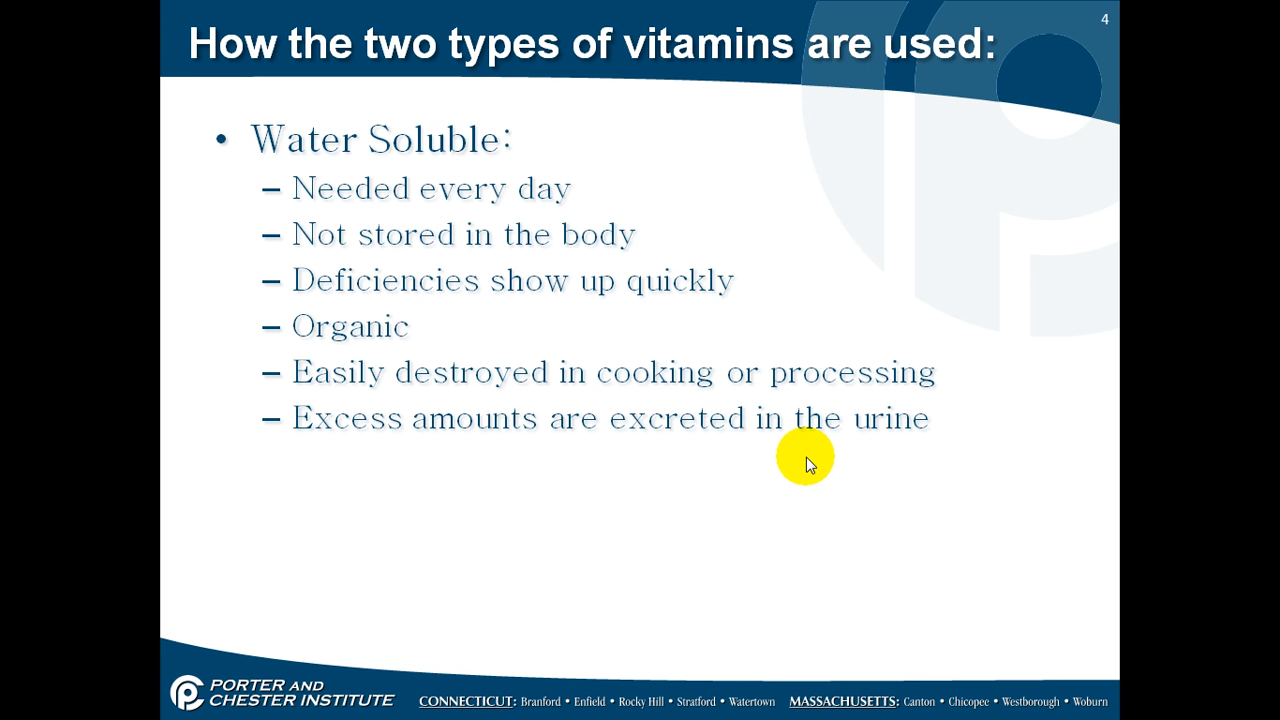 4
How the two types of vitamins are used:
• Water Soluble:
– Needed every day
– Not stored in the body
– Deficiencies show up quickly
– Organic
– Easily destroyed in cooking or processing
– Excess amounts are excreted in the urine
PORTER AND
CHESTER INSTITUTE
CONNECTICUT: Branford • Enfield • Rocky Hill • Stratford • Watertown MASSACHUSETTS: Canton • Chicopee • Westborough • Woburn